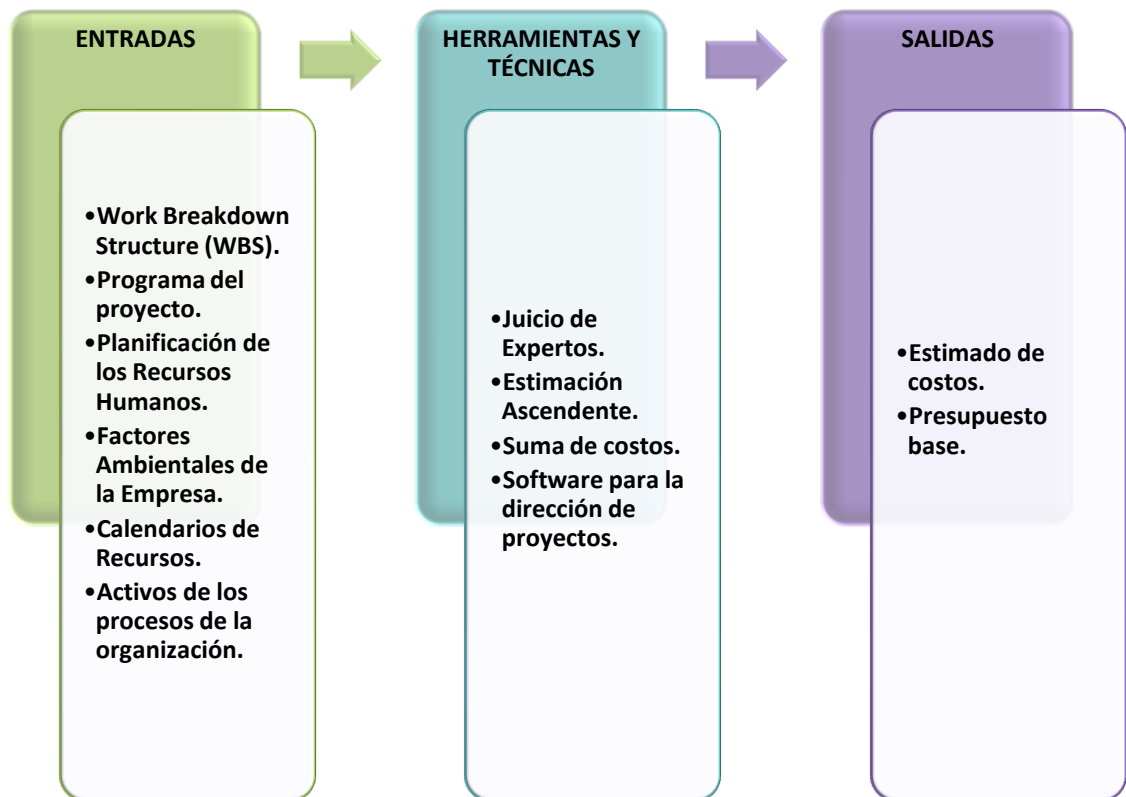 ENTRADAS
•Work Breakdown
Structure (WBS).
•Programa del
proyecto.
•Planificación de
los Recursos
Humanos.
•Factores
Ambientales de
la Empresa.
•Calendarios de
Recursos.
•Activos de los
procesos de la
organización.
HERRAMIENTAS Y
TÉCNICAS
•Juicio de
Expertos.
•Estimación
Ascendente.
•Suma de costos.
•Software para la
dirección de
proyectos.
SALIDAS
•Estimado de
costos.
•Presupuesto
base.